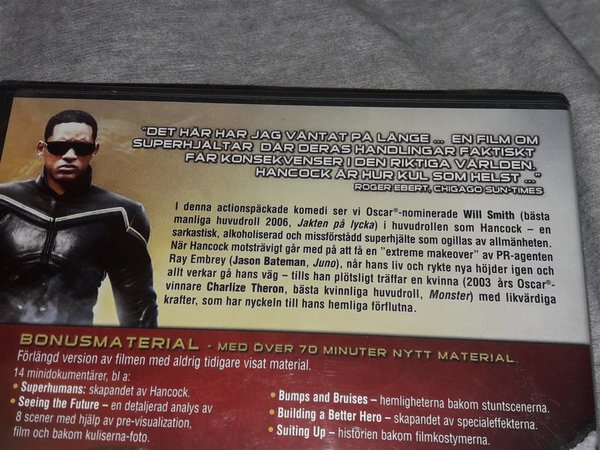 "DET HÄR HAR JAG VÄNTAT PÅ LÄNGE ... EN FILM OM
SUPERHJÄLTAR DÄR DERAS HANDLINGAR FAKTISKT
FÅR KONSEKVENSER I DEN RIKTIGA VÄRLDEN.
HANCOCK ÄR HUR KUL SOM HELST ..."
ROGER EBERT, CHIGAGO SUN-TIMES
I denna actionspäckade komedi ser vi Oscar®-nominerade Will Smith (bästa
manliga huvudroll 2006, Jakten på lycka) i huvudrollen som Hancock – en
sarkastisk, alkoholiserad och missförstådd superhjälte som ogillas av allmänheten.
När Hancock motsträvigt går med på att få en "extreme makeover" av PR-agenten
Ray Embrey (Jason Bateman, Juno), når hans liv och rykte nya höjder igen och
allt verkar gå hans väg – tills han plötsligt träffar en kvinna (2003 års Oscar®-
vinnare Charlize Theron, bästa kvinnliga huvudroll, Monster) med likvärdiga
krafter, som har nyckeln till hans hemliga förflutna.
BONUSMATERIAL - MED ÖVER 70 MINUTER NYTT MATERIAL.
Förlängd version av filmen med aldrig tidigare visat material.
14 minidokumentärer, bl a:
• Superhumans: skapandet av Hancock.
• Seeing the Future – en detaljerad analys av
8 scener med hjälp av pre-visualization,
film och bakom kuliserna-foto.
• Bumps and Bruises – hemligheterna bakom stuntscenerna.
• Building a Better Hero – skapandet av specialeffekterna.
• Suiting Up – histórien bakom filmkostymerna.